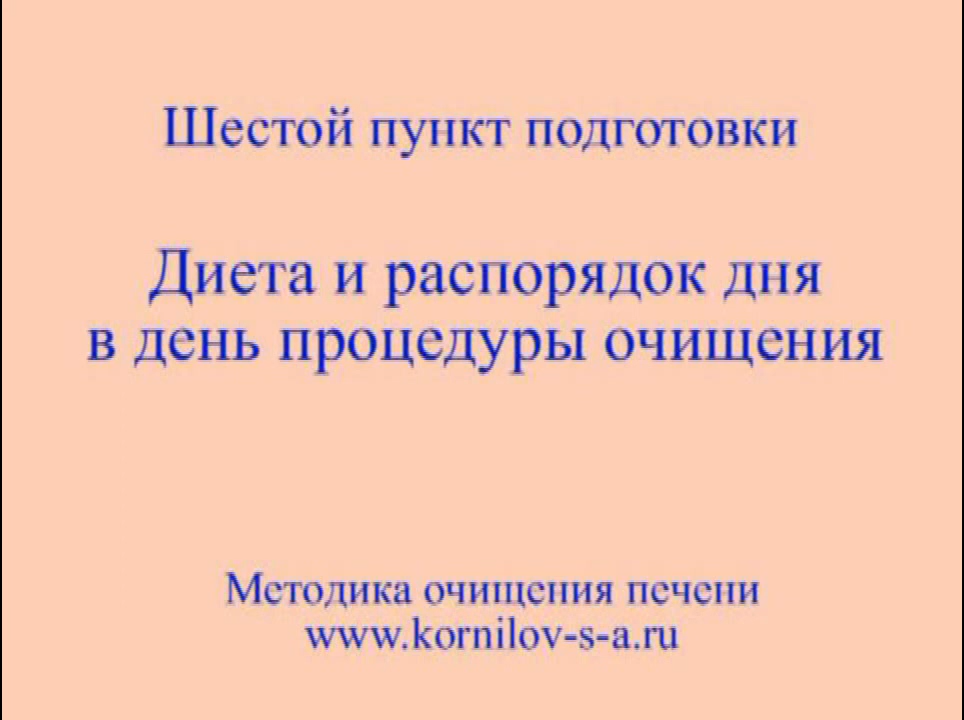 Шестой пункт подготовки
Диета и распорядок дня
в день процедуры очищения
Методика очищения печени
www.kornilov-s-a.ru